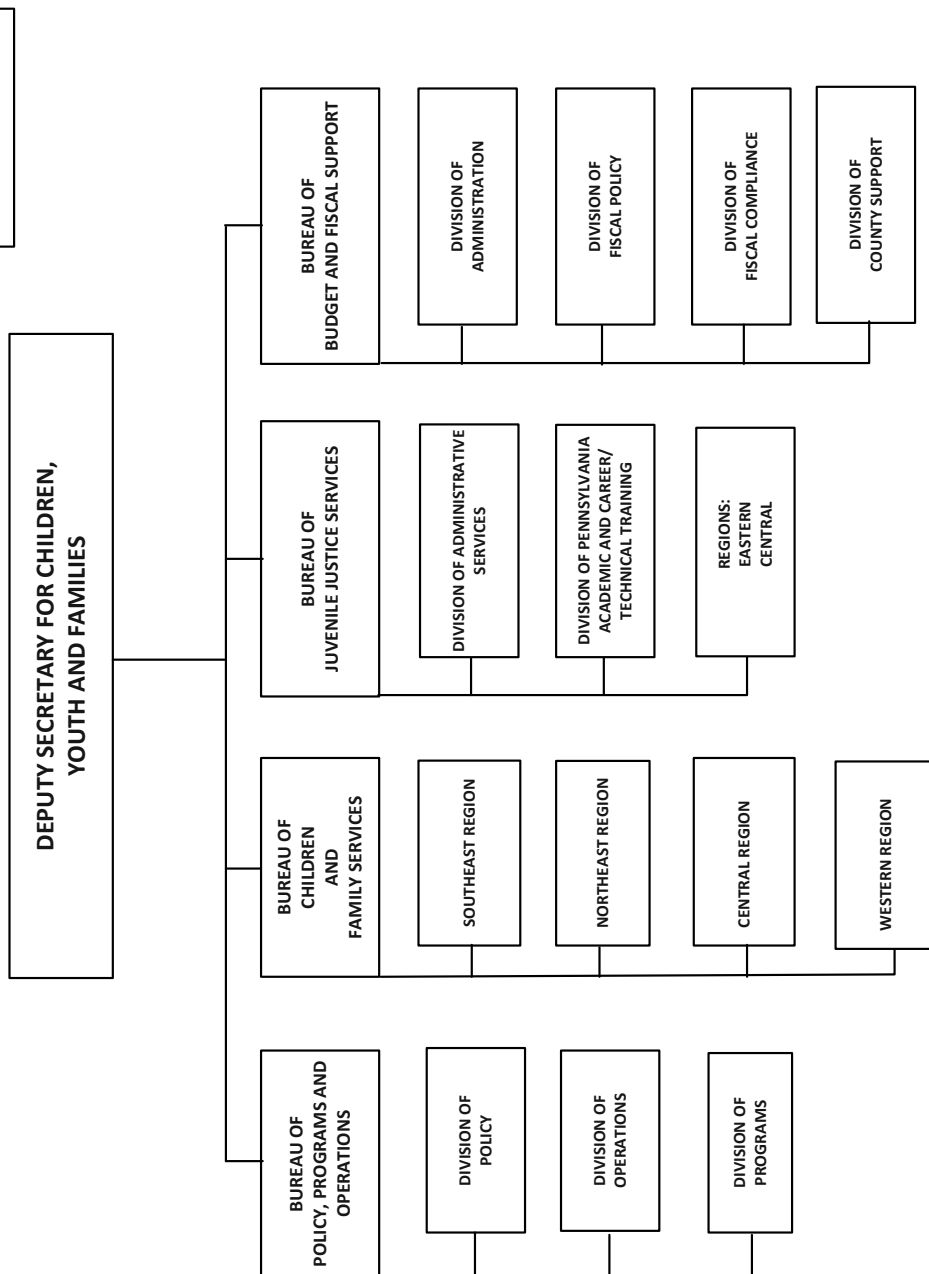 DEPUTY SECRETARY FOR CHILDREN,
YOUTH AND FAMILIES
BUREAU OF
POLICY, PROGRAMS AND
OPERATIONS
DIVISION OF
POLICY
DIVISION OF
OPERATIONS
DIVISION OF
PROGRAMS
BUREAU OF
CHILDREN
AND
FAMILY SERVICES
SOUTHEAST REGION
NORTHEAST REGION
CENTRAL REGION
WESTERN REGION
BUREAU OF
JUVENILE JUSTICE SERVICES
DIVISION OF ADMINISTRATIVE
SERVICES
DIVISION OF PENNSYLVANIA
ACADEMIC AND CAREER/
TECHNICAL TRAINING
REGIONS:
EASTERN
CENTRAL
BUREAU OF
BUDGET AND FISCAL SUPPORT
DIVISION OF
ADMINISTRATION
DIVISION OF
FISCAL POLICY
DIVISION OF
FISCAL COMPLIANCE
DIVISION OF
COUNTY SUPPORT